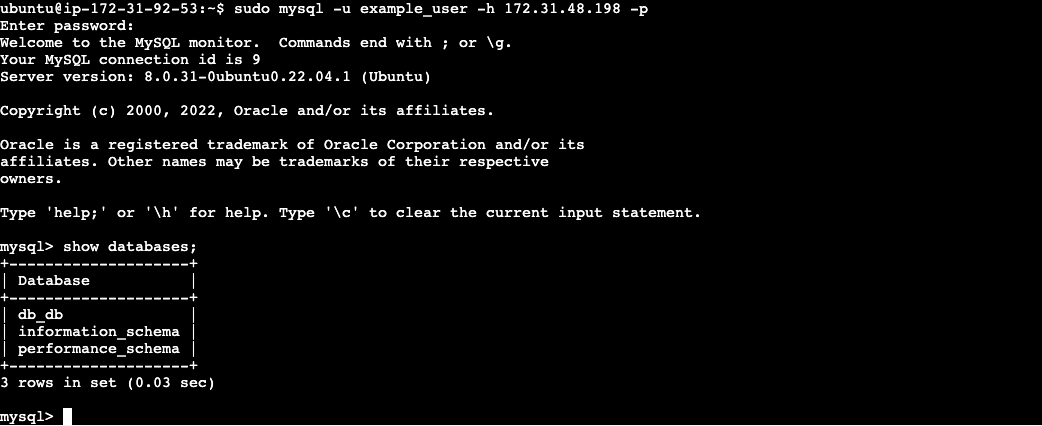 ubuntu@ip-172-31-92-53:~$ sudo mysql -u example_user -h 172.31.48.198 -p
Enter password:
Welcome to the MySQL monitor.  Commands end with ; or \g.
Your MySQL connection id is 9
Server version: 8.0.31-0ubuntu0.22.04.1 (Ubuntu)

Copyright (c) 2000, 2022, Oracle and/or its affiliates.

Oracle is a registered trademark of Oracle Corporation and/or its
affiliates. Other names may be trademarks of their respective
owners.

Type 'help;' or '\h' for help. Type '\c' to clear the current input statement.

mysql> show databases;
+--------------------+
| Database           |
+--------------------+
| db_db              |
| information_schema |
| performance_schema |
+--------------------+
3 rows in set (0.03 sec)

mysql>